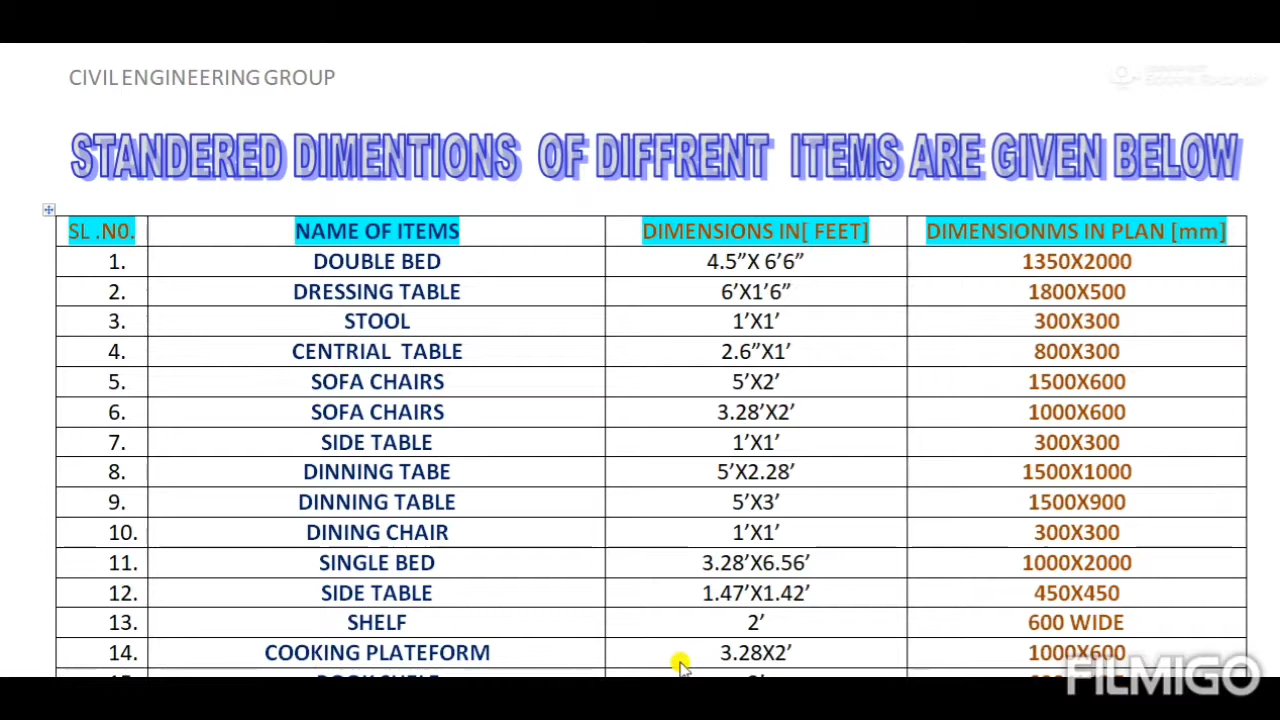 CIVIL ENGINEERING GROUP
STANDERED DIMENTIONS OF DIFFRENT ITEMS ARE GIVEN BELOW
SL .N0. NAME OF ITEMS DIMENSIONS IN[ FEET] DIMENSIONMS IN PLAN [mm]
1. DOUBLE BED 4.5”X 6’6” 1350X2000
2. DRESSING TABLE 6’X1’6” 1800X500
3. STOOL 1’X1’ 300X300
4. CENTRIAL TABLE 2.6”X1’ 800X300
5. SOFA CHAIRS 5’X2’ 1500X600
6. SOFA CHAIRS 3.28’X2’ 1000X600
7. SIDE TABLE 1’X1’ 300X300
8. DINNING TABE 5’X2.28’ 1500X1000
9. DINNING TABLE 5’X3’ 1500X900
10. DINING CHAIR 1’X1’ 300X300
11. SINGLE BED 3.28’X6.56’ 1000X2000
12. SIDE TABLE 1.47’X1.42’ 450X450
13. SHELF 2’ 600 WIDE
14. COOKING PLATEFORM 3.28X2’ 1000X600
FILMIGO